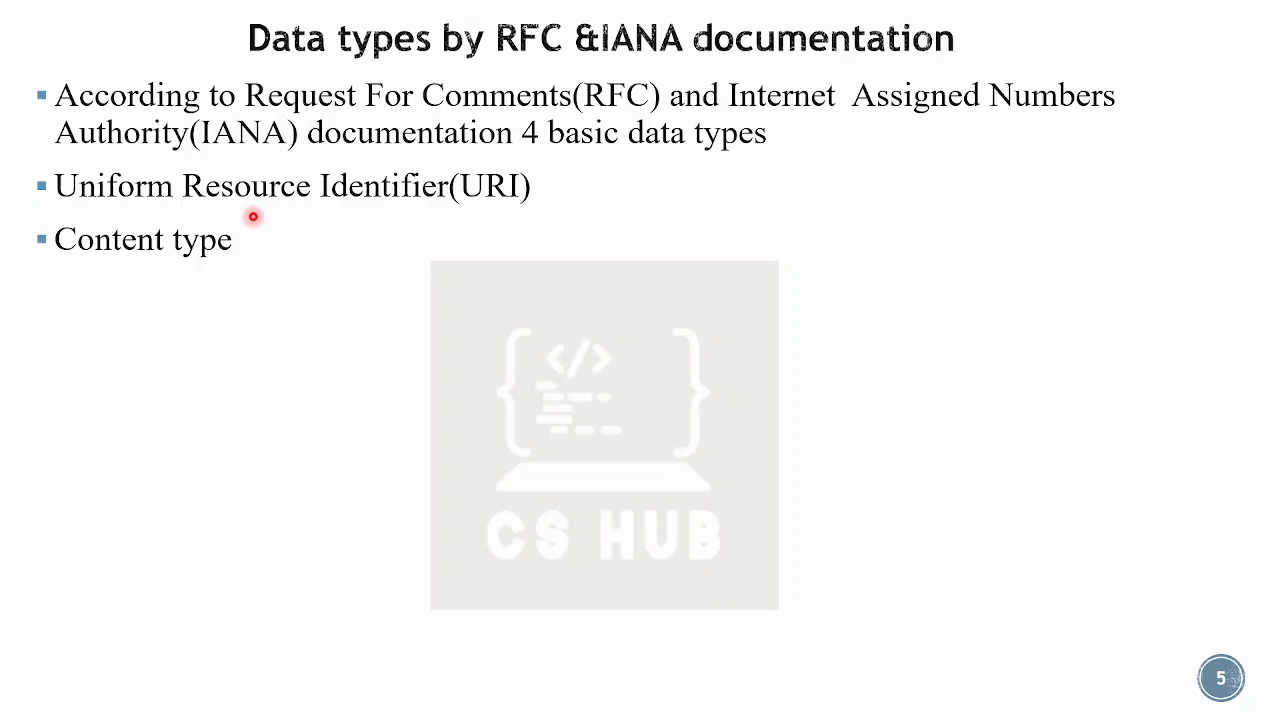 Data types by RFC &IANA documentation
According to Request For Comments(RFC) and Internet Assigned Numbers
Authority(IANA) documentation 4 basic data types
Uniform Resource Identifier(URI)
Content type
</>
CS HUB
5